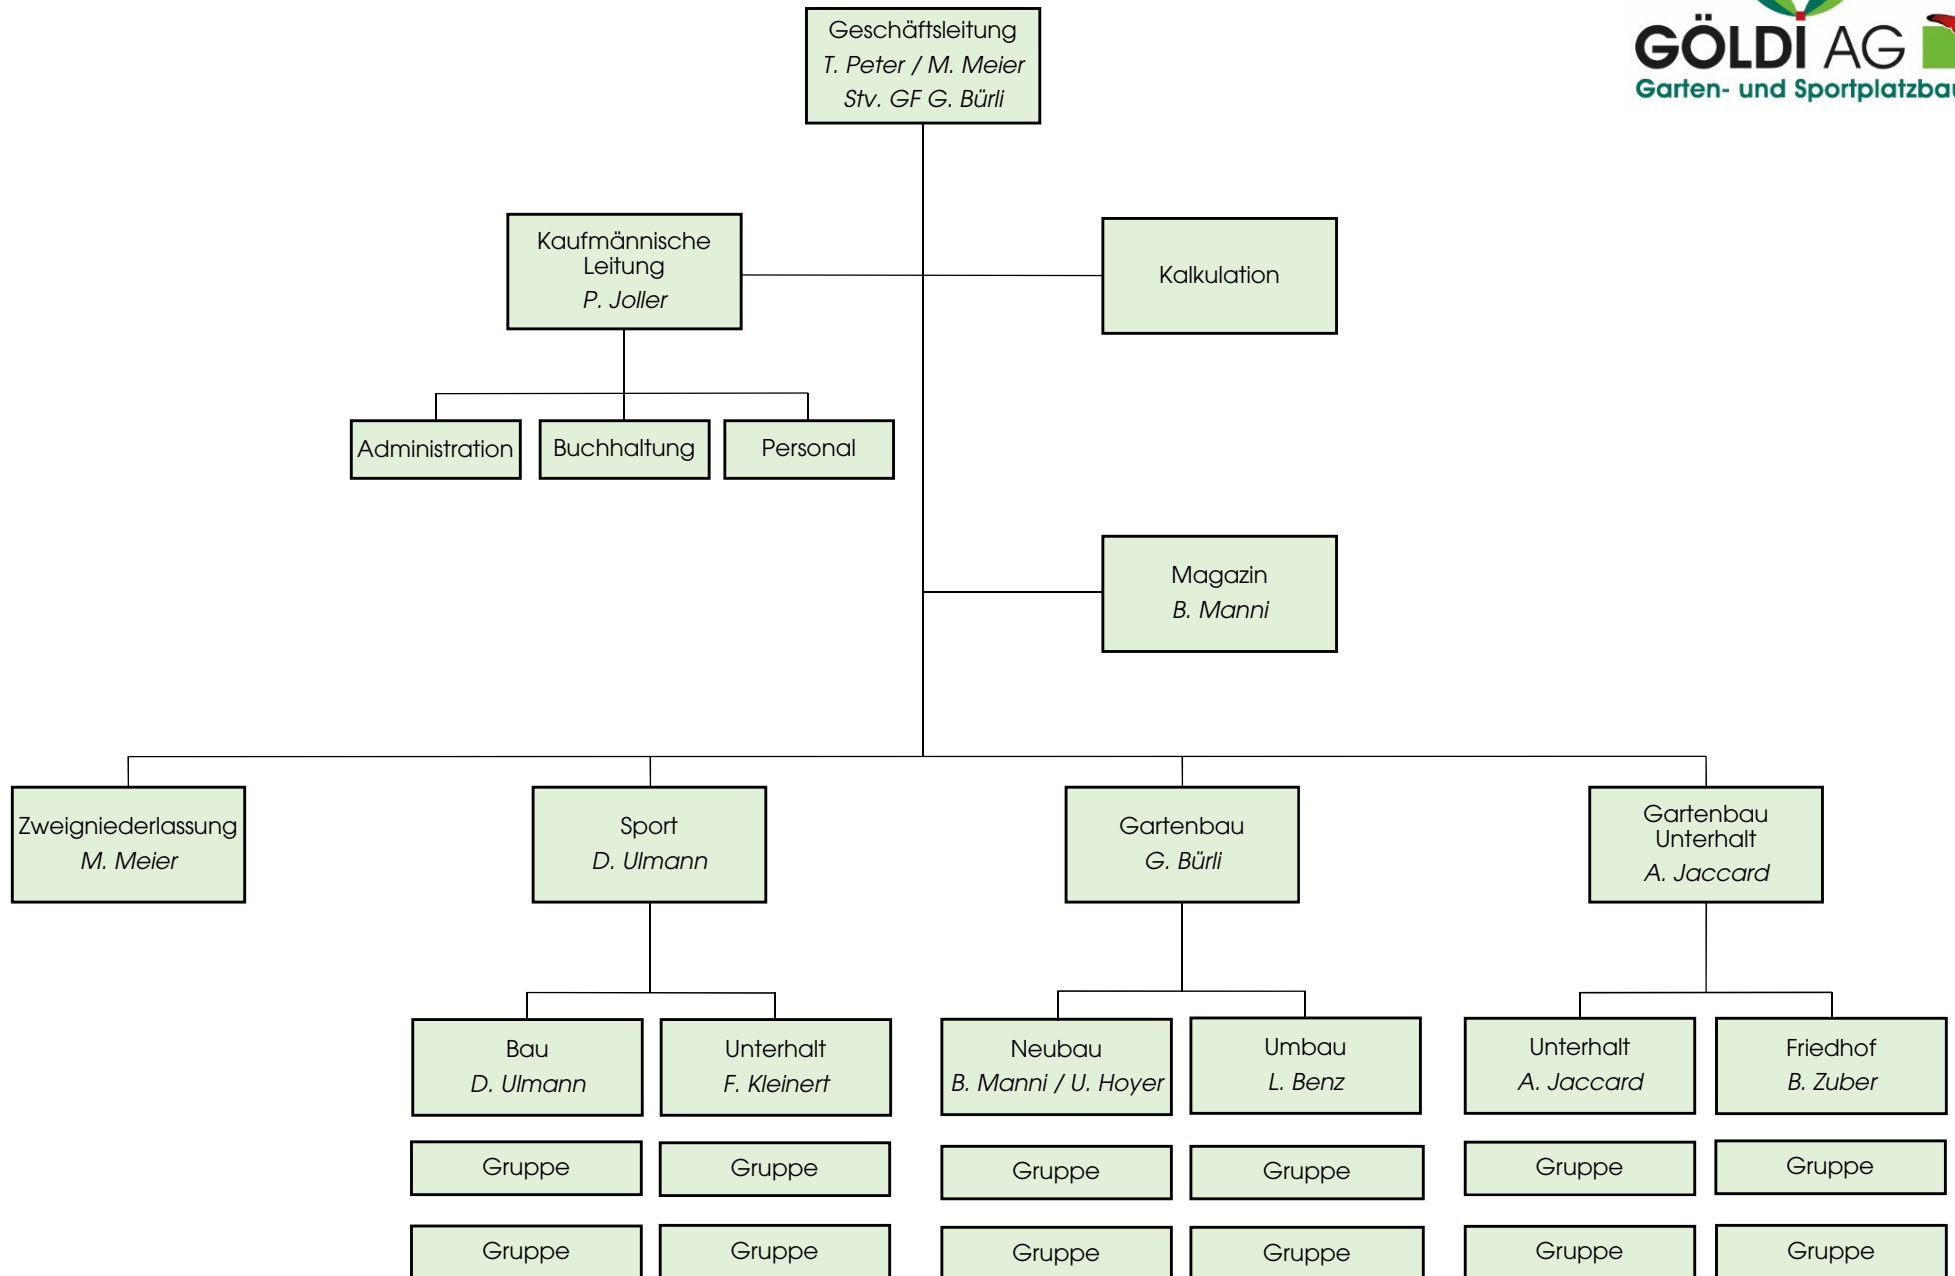 Geschäftsleitung
T. Peter / M. Meier
Stv. GF G. Bürli
GÖLDI AG
Garten- und Sportplatzbau
Kaufmännische
Leitung
P. Joller
Kalkulation
Administration
Buchhaltung
Personal
Magazin
B. Manni
Zweigniederlassung
M. Meier
Sport
D. Ulmann
Gartenbau
G. Bürli
Gartenbau
Unterhalt
A. Jaccard
Bau
D. Ulmann
Unterhalt
F. Kleinert
Neubau
B. Manni / U. Hoyer
Umbau
L. Benz
Unterhalt
A. Jaccard
Friedhof
B. Zuber
Gruppe
Gruppe
Gruppe
Gruppe
Gruppe
Gruppe
Gruppe
Gruppe
Gruppe
Gruppe
Gruppe
Gruppe